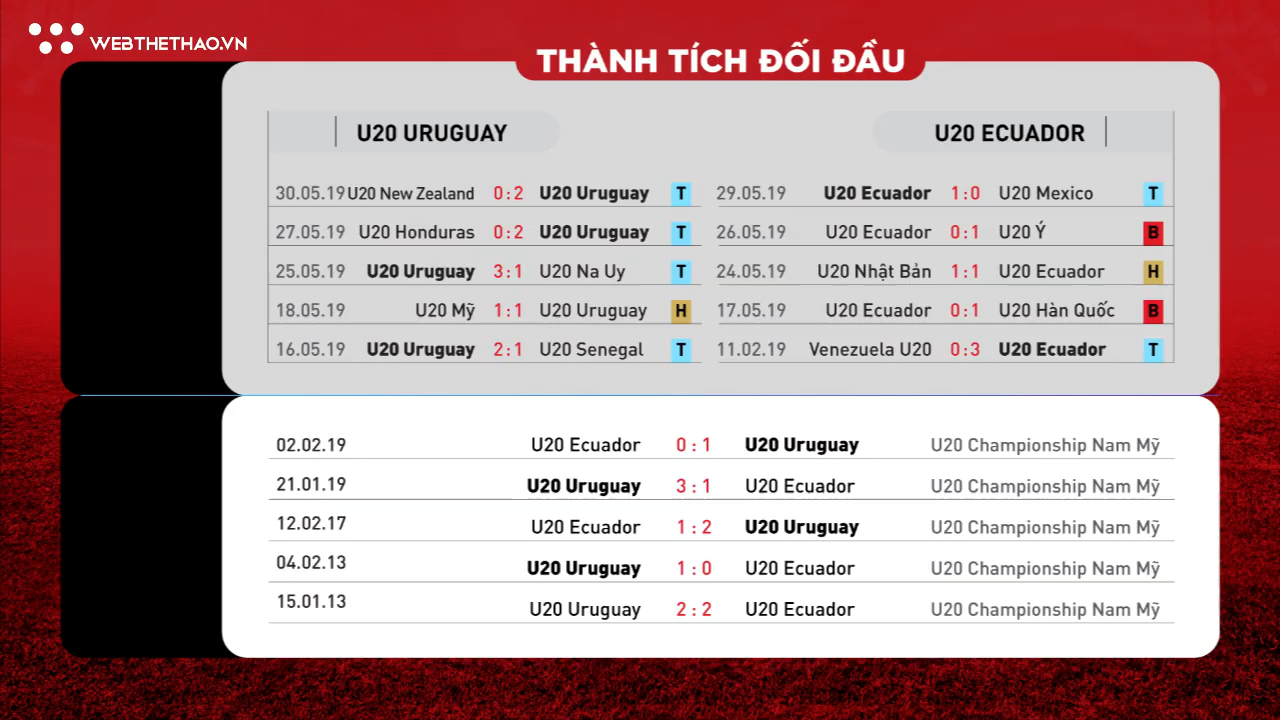 WEBTHETHAO.VN
THÀNH TÍCH ĐỐI ĐẦU
U20 URUGUAY
30.05.19 U20 New Zealand 0:2 U20 Uruguay T
27.05.19 U20 Honduras 0:2 U20 Uruguay T
25.05.19 U20 Uruguay 3:1 U20 Na Uy T
18.05.19 U20 Mỹ 1:1 U20 Uruguay H
16.05.19 U20 Uruguay 2:1 U20 Senegal T
U20 ECUADOR
29.05.19 U20 Ecuador 1:0 U20 Mexico T
26.05.19 U20 Ecuador 0:1 U20 Ý B
24.05.19 U20 Nhật Bản 1:1 U20 Ecuador H
17.05.19 U20 Ecuador 0:1 U20 Hàn Quốc B
11.02.19 Venezuela U20 0:3 U20 Ecuador T
02.02.19 U20 Ecuador 0:1 U20 Uruguay U20 Championship Nam Mỹ
21.01.19 U20 Uruguay 3:1 U20 Ecuador U20 Championship Nam Mỹ
12.02.17 U20 Ecuador 1:2 U20 Uruguay U20 Championship Nam Mỹ
04.02.13 U20 Uruguay 1:0 U20 Ecuador U20 Championship Nam Mỹ
15.01.13 U20 Uruguay 2:2 U20 Ecuador U20 Championship Nam Mỹ